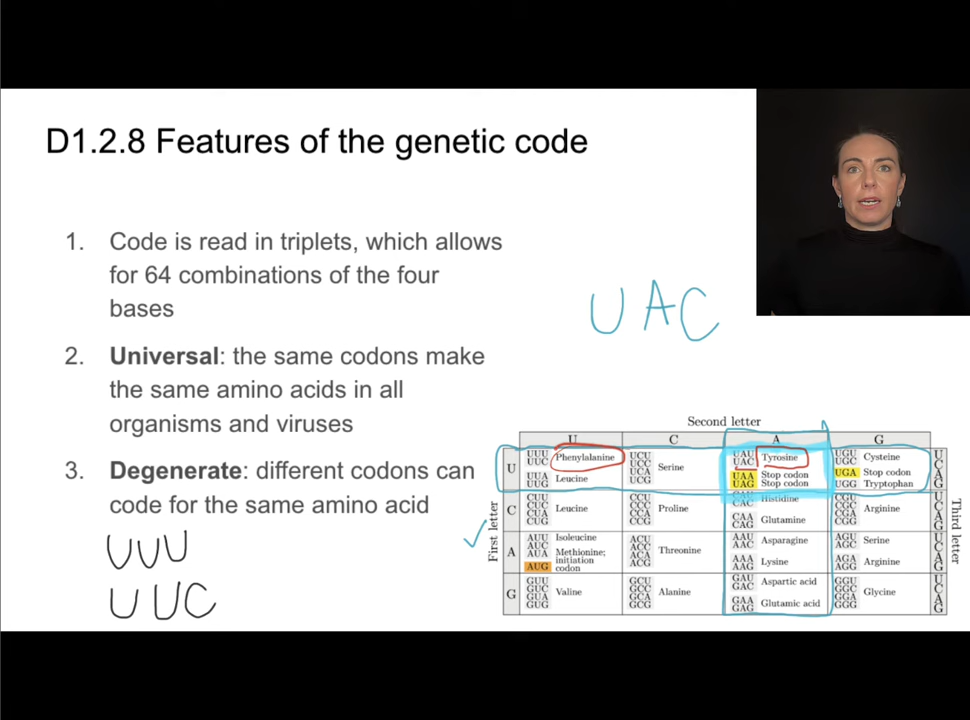 D1.2.8 Features of the genetic code
1. Code is read in triplets, which allows
for 64 combinations of the four
bases
2. Universal: the same codons make
the same amino acids in all
organisms and viruses
3. Degenerate: different codons can
code for the same amino acid
UUU
UUC
UAC
Second letter
U C A G
First letter
Third letter
U
UUU
UUC
Phenylalanine
UUA
UUG
Leucine
UCU
UCC
UCA
UCG
Serine
UAU
UAC
Tyrosine
UAA Stop codon
UAG Stop codon
UGU
UGC
Cysteine
UGA Stop codon
UGG Tryptophan
U
C
A
G
C
CUU
CUC
CUA
CUG
Leucine
CCU
CCC
CCA
CCG
Proline
CAU
CAC
Histidine
CAA
CAG
Glutamine
CGU
CGC
CGA
CGG
Arginine
U
C
A
G
A
AUU
AUC
AUA
Isoleucine
AUG
Methionine;
initiation
codon
ACU
ACC
ACA
ACG
Threonine
AAU
AAC
Asparagine
AAA
AAG
Lysine
AGU
AGC
Serine
AGA
AGG
Arginine
U
C
A
G
G
GUU
GUC
GUA
GUG
Valine
GCU
GCC
GCA
GCG
Alanine
GAU
GAC
Aspartic acid
GAA
GAG
Glutamic acid
GGU
GGC
GGA
GGG
Glycine
U
C
A
G